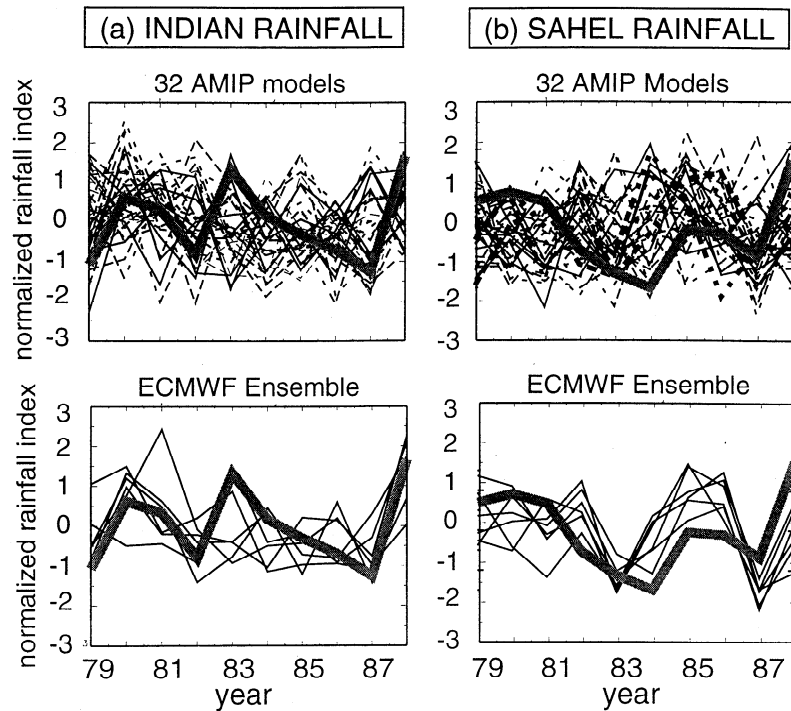 (a) INDIAN RAINFALL
(b) SAHEL RAINFALL
32 AMIP models
normalized rainfall index
3
2
1
0
-1
-2
-3
32 AMIP Models
3
2
1
0
-1
-2
-3
ECMWF Ensemble
normalized rainfall index
3
2
1
0
-1
-2
-3
79 81 83 85 87
year
ECMWF Ensemble
3
2
1
0
-1
-2
-3
79 81 83 85 87
year